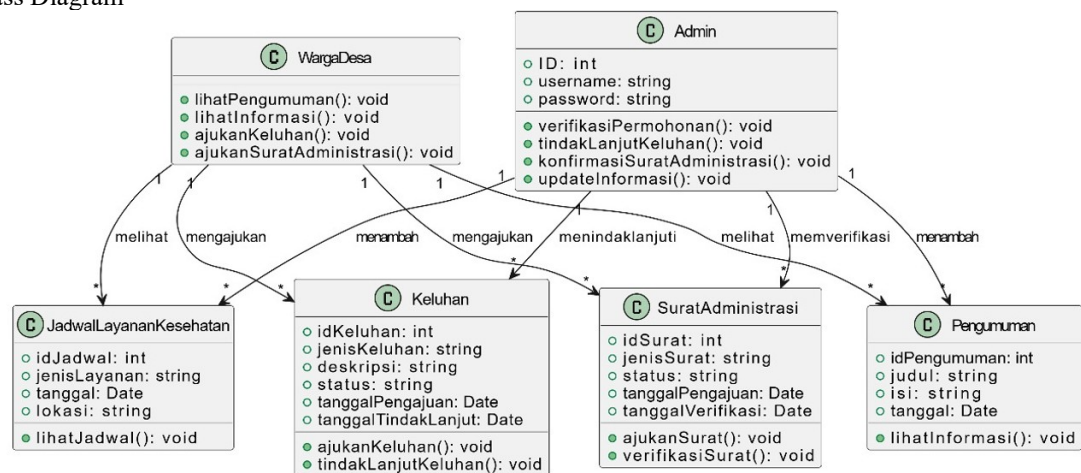 ss Diagram
C WargaDesa
lihatPengumuman(): void
lihatInformasi(): void
ajukanKeluhan(): void
ajukanSuratAdministrasi(): void
C Admin
ID: int
username: string
password: string
verifikasiPermohonan(): void
tindakLanjutKeluhan(): void
konfirmasiSuratAdministrasi(): void
updateInformasi(): void
1 1 1 1 1 1 1 1
melihat mengajukan menambah mengajukan menindaklanjuti melihat memverifikasi menambah
* * * * * * * *
C JadwalLayananKesehatan
idJadwal: int
jenisLayanan: string
tanggal: Date
lokasi: string
lihatJadwal(): void
C Keluhan
idKeluhan: int
jenisKeluhan: string
deskripsi: string
status: string
tanggalPengajuan: Date
tanggalTindakLanjut: Date
ajukanKeluhan(): void
tindakLanjutKeluhan(): void
C SuratAdministrasi
idSurat: int
jenisSurat: string
status: string
tanggalPengajuan: Date
tanggalVerifikasi: Date
ajukanSurat(): void
verifikasiSurat(): void
C Pengumuman
idPengumuman: int
judul: string
isi: string
tanggal: Date
lihatInformasi(): void